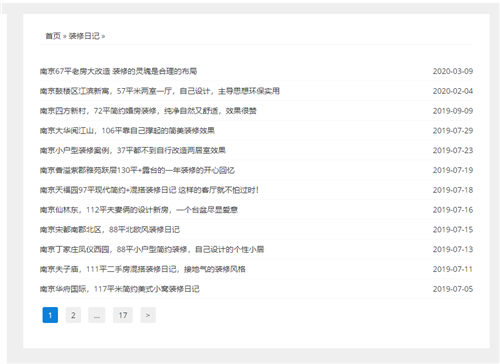 首页 » 装修日记 »
南京67平老房大改造 装修的灵魂是合理的布局 2020-03-09
南京鼓楼区江滨新寓，57平米两室一厅，自己设计，主导思想环保实用 2020-02-04
南京四方新村，72平简约婚房装修，纯净自然又舒适，效果很赞 2019-09-09
南京大华闻江山，106平靠自己撑起的简美装修效果 2019-07-29
南京小户型装修案例，37平都不到自行改造两居室效果 2019-07-23
南京香溢紫郡雅苑跃层130平+露台的一年装修的开心回忆 2019-07-19
南京天福园97平现代简约+混搭装修日记 这样的客厅就不怕过时！ 2019-07-18
南京仙林东，112平夫妻俩的设计新房，一个台盆尽显爱意 2019-07-16
南京宋都南郡北区，88平北欧风装修日记 2019-07-15
南京丁家庄凤仪西园，88平小户型简约装修，自己设计的个性小居 2019-07-13
南京夫子庙，111平二手房混搭装修日记，接地气的装修风格 2019-07-11
南京华府国际，117平米简约美式小窝装修日记 2019-07-05
1 2 ... 17 >